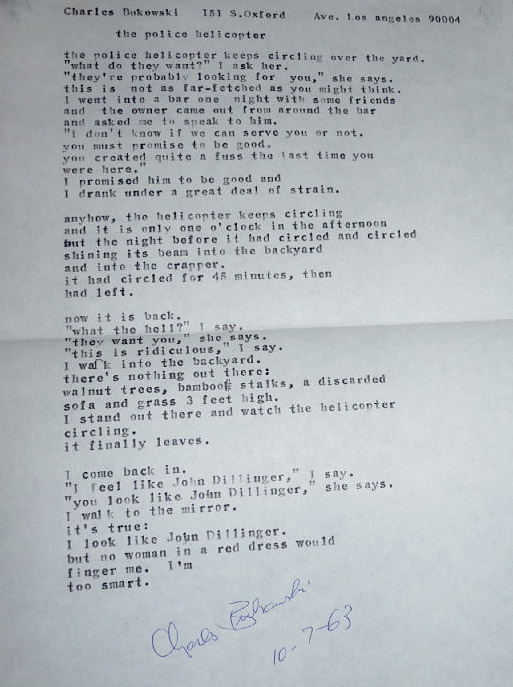 Charles Bukowski 151 S.Oxford Ave. Los angeles 90004
the police helicopter
the police helicopter keeps circling over the yard.
"what do they want?" I ask her.
"they're probably looking for you," she says.
this is not as far-fetched as you might think.
I went into a bar one night with some friends
and the owner came out from around the bar
and asked me to speak to him.
"I don't know if we can serve you or not.
you must promise to be good.
you created quite a fuss the last time you
were here."
I promised him to be good and
I drank under a great deal of strain.
anyhow, the helicopter keeps circling
and it is only one o'clock in the afternoon
but the night before it had circled and circled
shining its beam into the backyard
and into the crapper.
it had circled for 45 minutes, then
had left.
now it is back.
"what the hell?" I say.
"they want you," she says.
"this is ridiculous," I say.
I walk into the backyard.
there's nothing out there:
walnut trees, bamboo stalks, a discarded
sofa and grass 3 feet high.
I stand out there and watch the helicopter
circling.
it finally leaves.
I come back in.
"I feel like John Dillinger," I say.
"you look like John Dillinger," she says.
I walk to the mirror.
it's true:
I look like John Dillinger.
but no woman in a red dress would
finger me. I'm
too smart.
Charles Bukowski
10-7-63